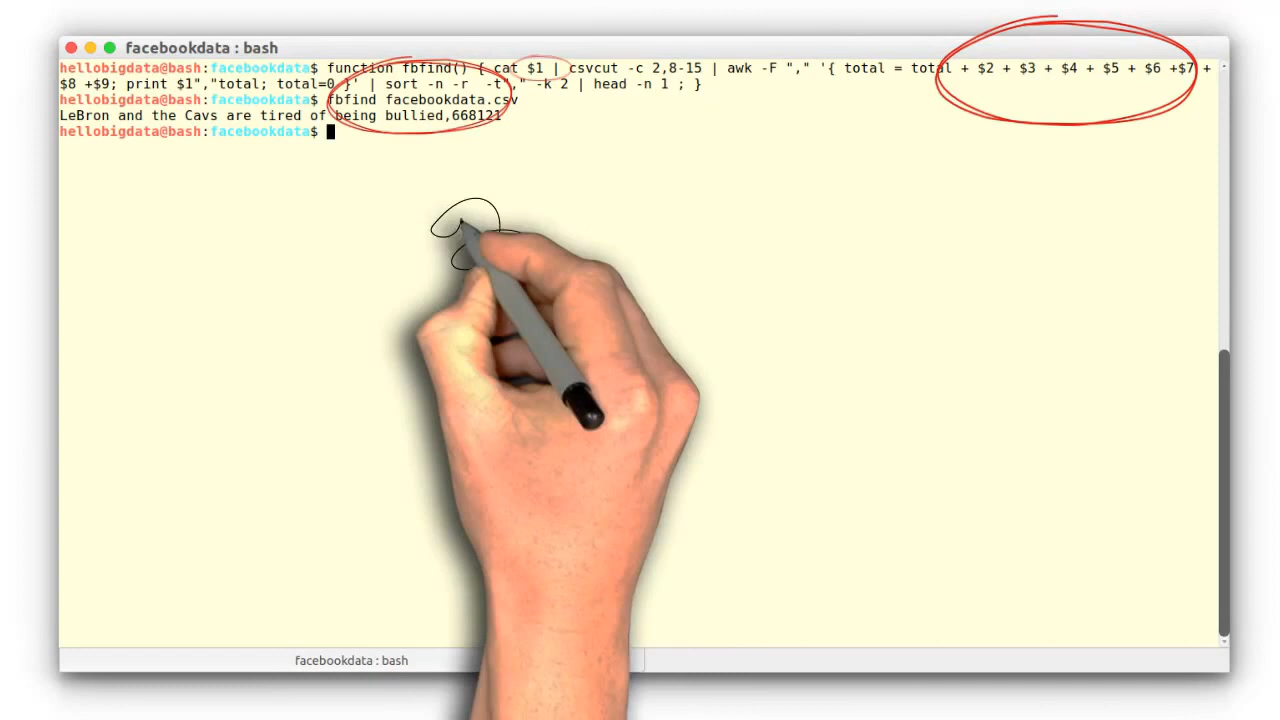 facebookdata : bash
hellobigdata@bash:facebookdata$ function fbfind() { cat $1 | csvcut -c 2,8-15 | awk -F "," '{ total = total + $2 + $3 + $4 + $5 + $6 +$7 +
$8 +$9; print $1","total; total=0 }' | sort -n -r -t"," -k 2 | head -n 1 ; }
hellobigdata@bash:facebookdata$ fbfind facebookdata.csv
LeBron and the Cavs are tired of being bullied,668121
hellobigdata@bash:facebookdata$
facebookdata : bash